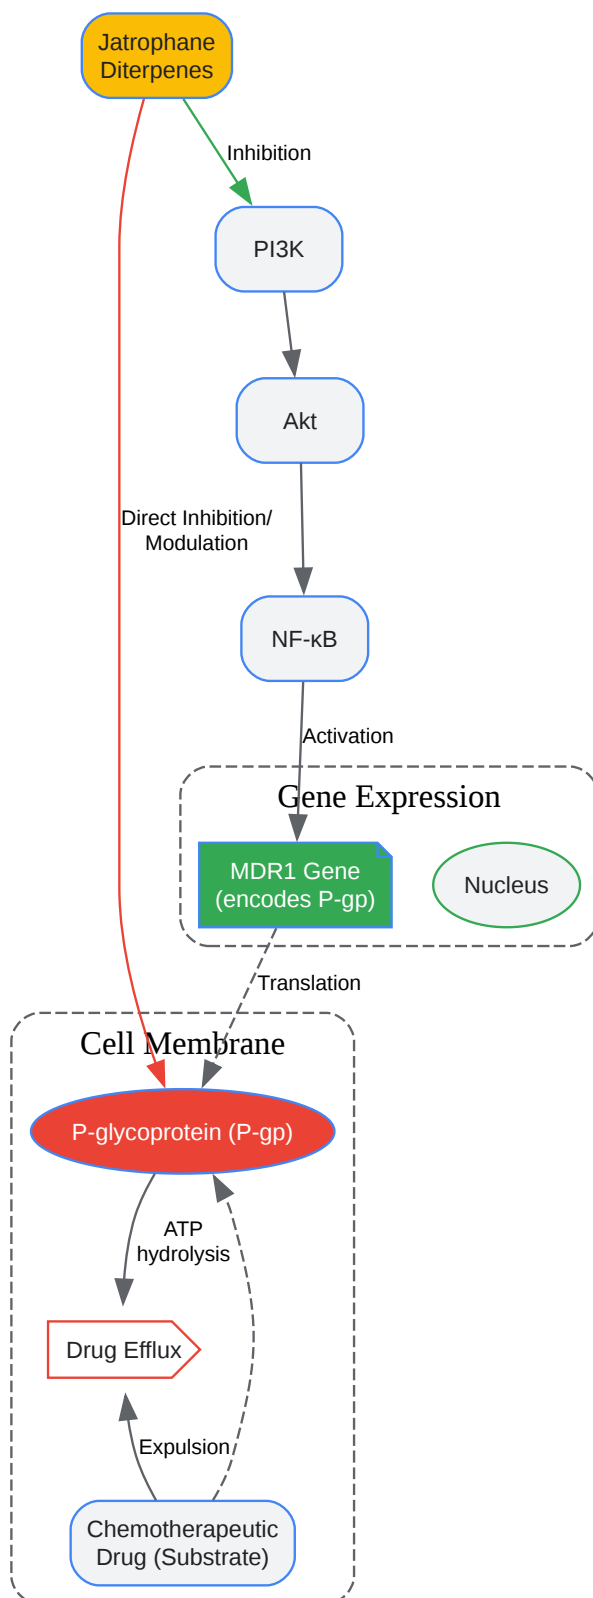 Jatrophane
Diterpenes
Inhibition
PI3K
Akt
Direct Inhibition/
Modulation
NF-κB
Activation
Gene Expression
MDR1 Gene
(encodes P-gp)
Nucleus
Translation
Cell Membrane
P-glycoprotein (P-gp)
ATP
hydrolysis
Drug Efflux
Expulsion
Chemotherapeutic
Drug (Substrate)